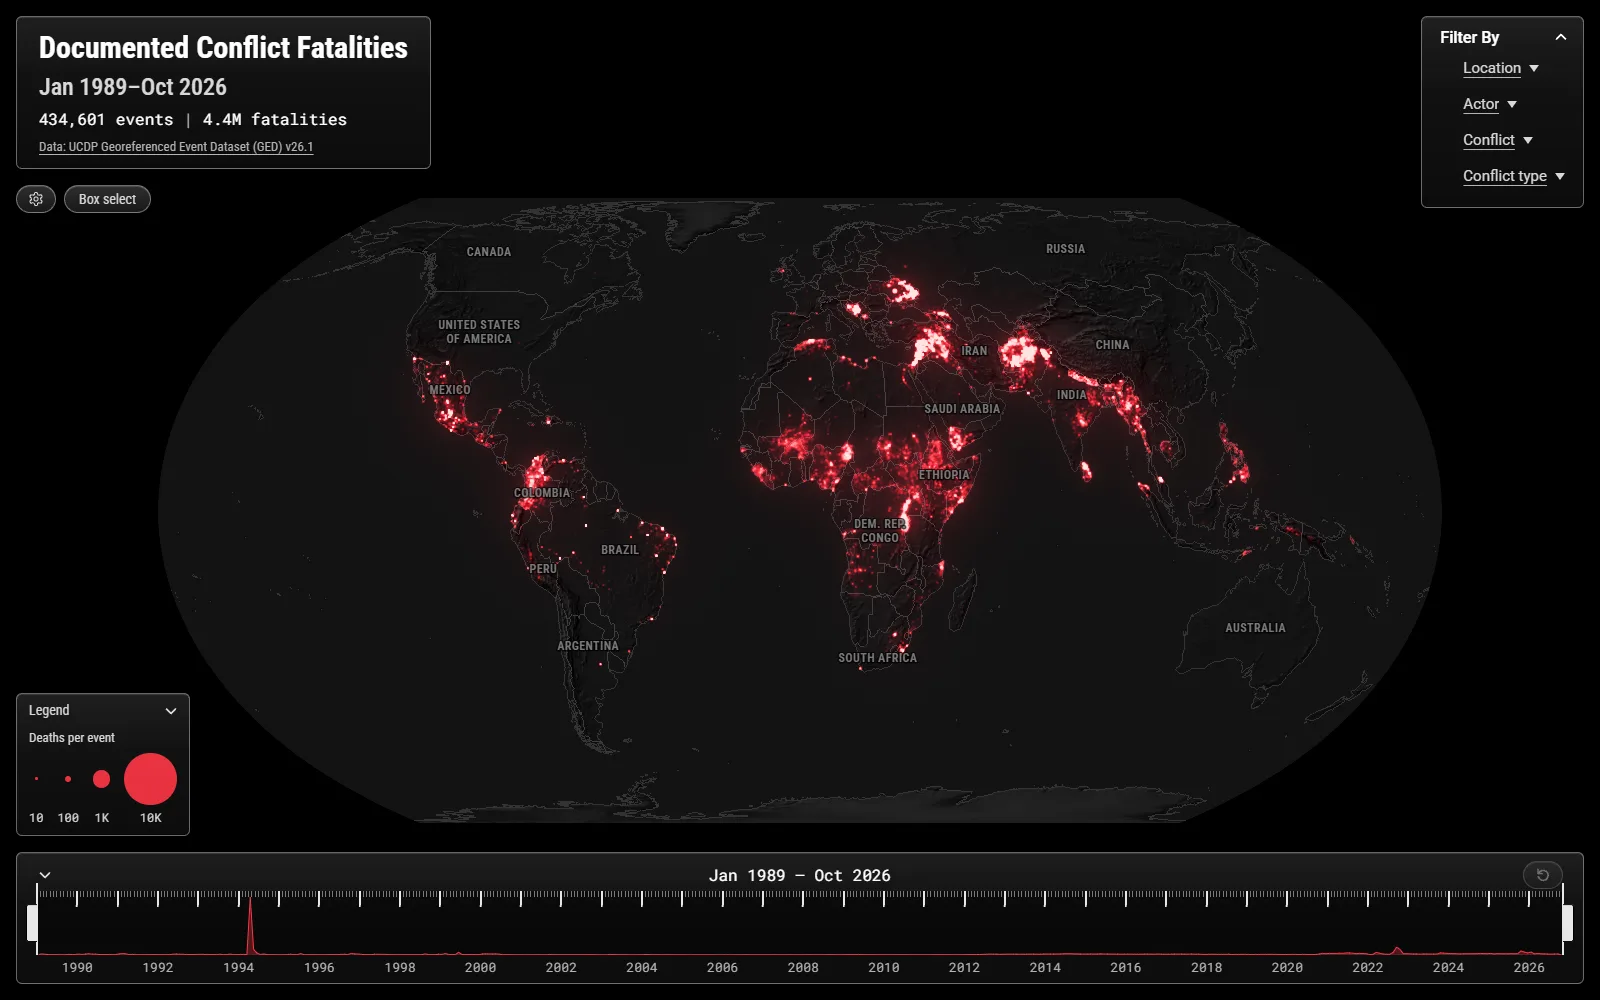 Documented Conflict Fatalities
Jan 1989–Oct 2026
434,601 events | 4.4M fatalities
Data: UCDP Georeferenced Event Dataset (GED) v26.1
Box select
Filter By
Location
Actor
Conflict
Conflict type
CANADA
RUSSIA
UNITED STATES
OF AMERICA
IRAN
CHINA
MEXICO
INDIA
SAUDI ARABIA
ETHIOPIA
COLOMBIA
DEM. REP.
CONGO
BRAZIL
PERU
AUSTRALIA
ARGENTINA
SOUTH AFRICA
Legend
Deaths per event
10 100 1K 10K
Jan 1989 – Oct 2026
1990 1992 1994 1996 1998 2000 2002 2004 2006 2008 2010 2012 2014 2016 2018 2020 2022 2024 2026